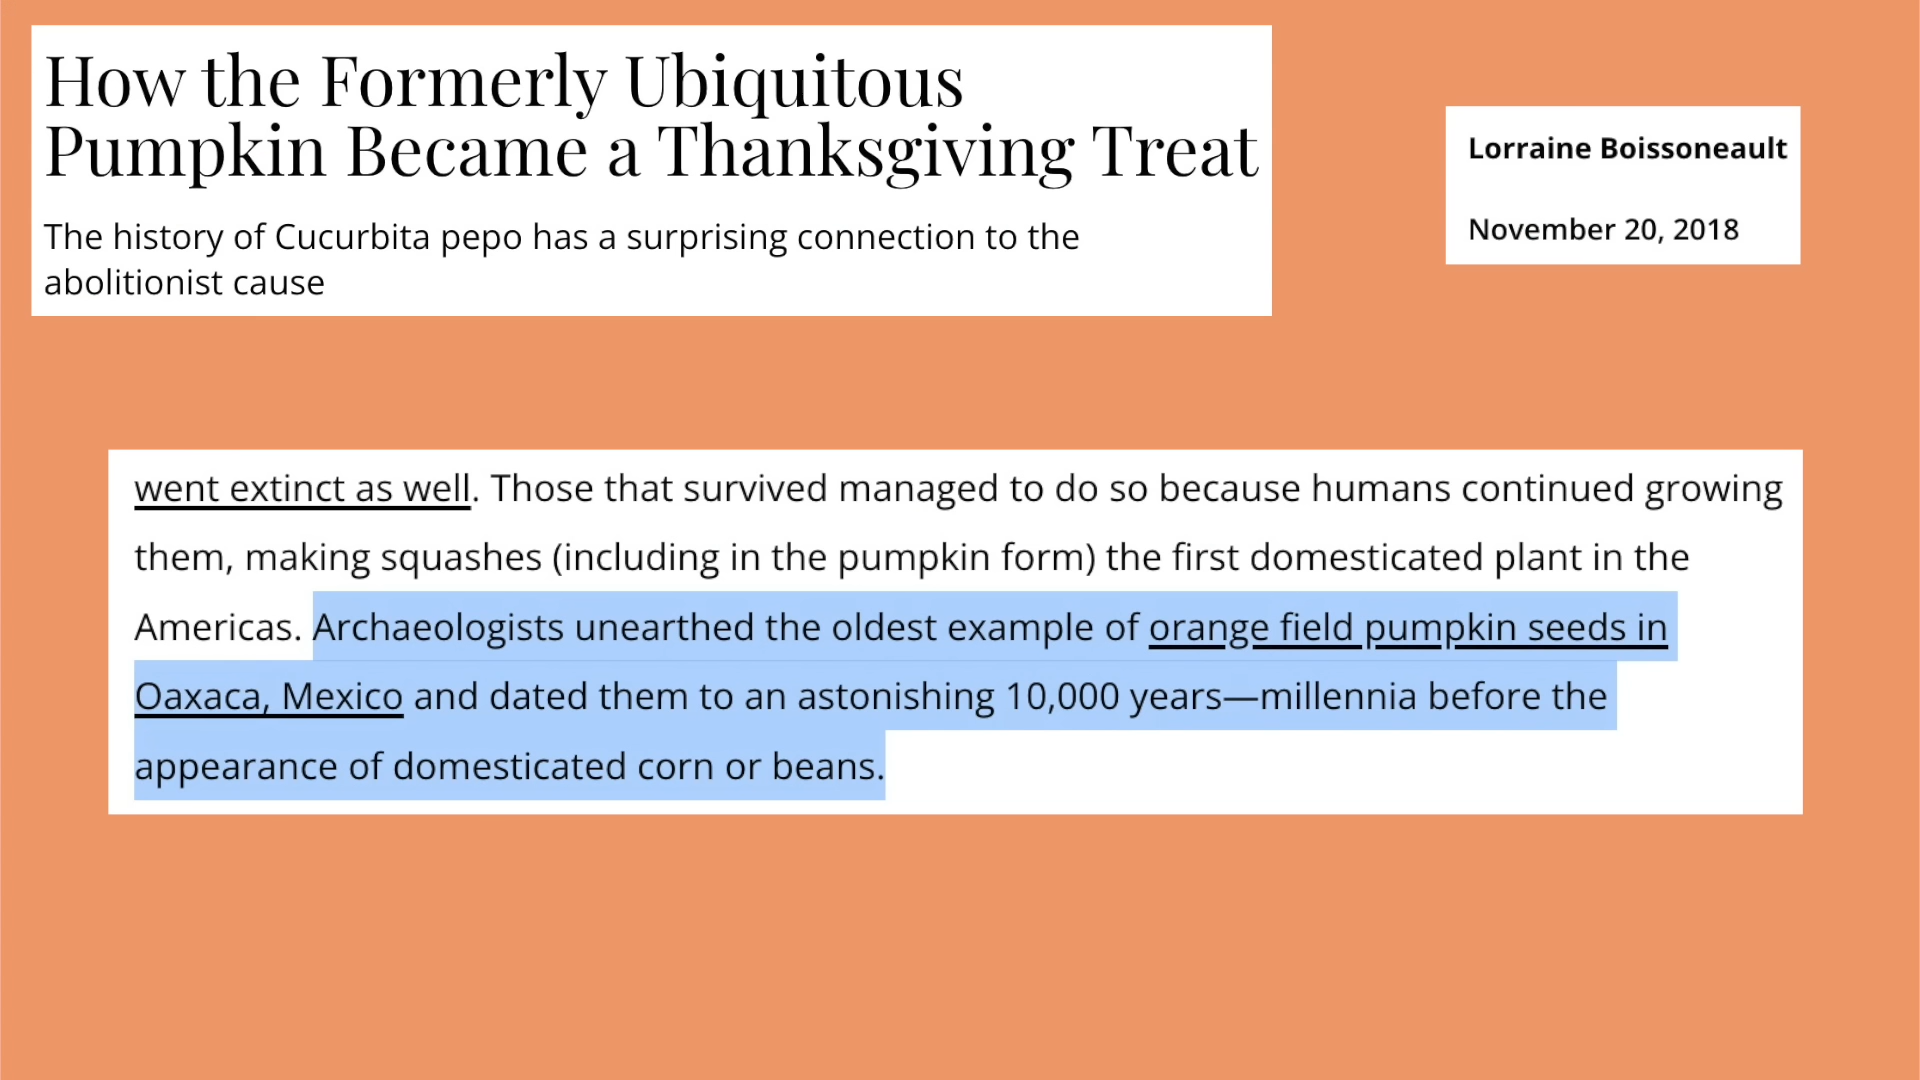 How the Formerly Ubiquitous
Pumpkin Became a Thanksgiving Treat
The history of Cucurbita pepo has a surprising connection to the
abolitionist cause
Lorraine Boissoneault
November 20, 2018
went extinct as well. Those that survived managed to do so because humans continued growing
them, making squashes (including in the pumpkin form) the first domesticated plant in the
Americas. Archaeologists unearthed the oldest example of orange field pumpkin seeds in
Oaxaca, Mexico and dated them to an astonishing 10,000 years—millennia before the
appearance of domesticated corn or beans.